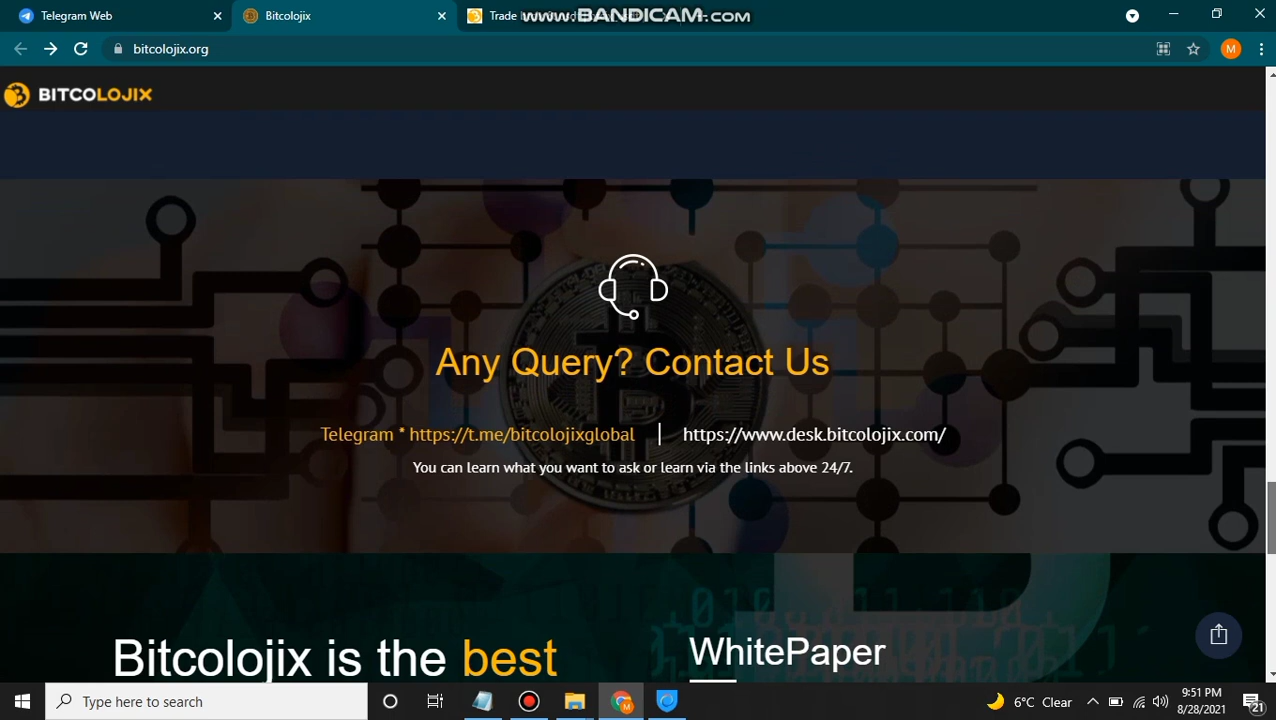 Telegram Web
Bitcolojix
Trade
www.BANDICAM.COM
bitcolojix.org
M
BITCOLOJIX
Any Query? Contact Us
Telegram * https://t.me/bitcolojixglobal | https://www.desk.bitcolojix.com/
You can learn what you want to ask or learn via the links above 24/7.
Bitcolojix is the best
WhitePaper
Type here to search
6°C Clear
9:51 PM
8/28/2021
21